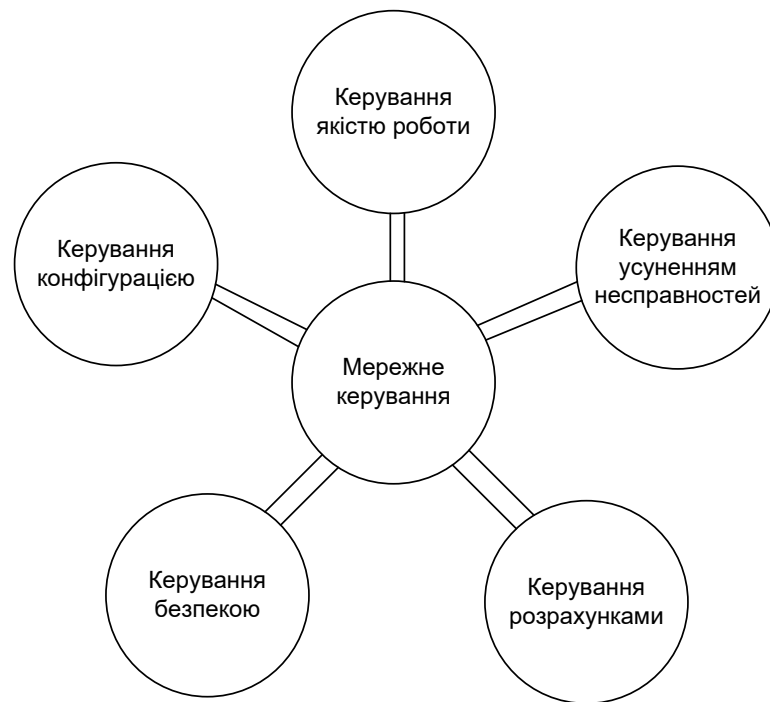 Керування
якістю роботи
Керування
конфігурацією
Керування
усуненням
несправностей
Мережне
керування
Керування
безпекою
Керування
розрахунками